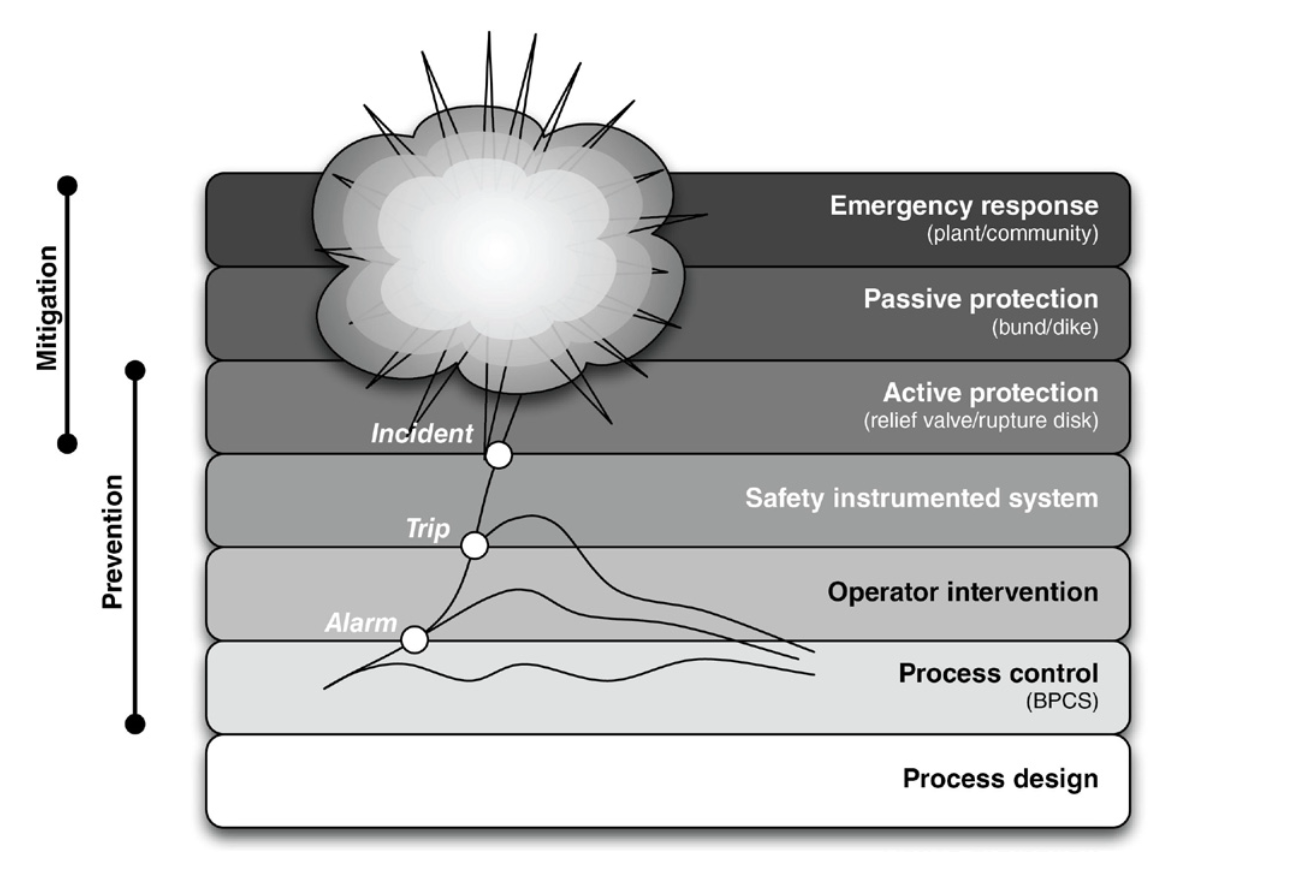 Emergency response
(plant/community)
Mitigation
Passive protection
(bund/dike)
Active protection
(relief valve/rupture disk)
Incident
Prevention
Safety instrumented system
Trip
Operator intervention
Alarm
Process control
(BPCS)
Process design